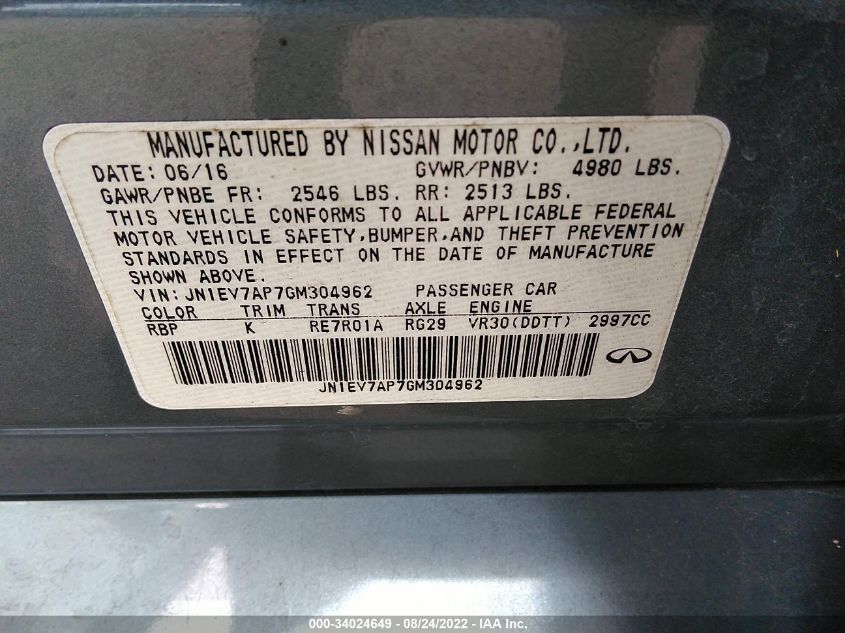 MANUFACTURED BY NISSAN MOTOR CO.,LTD.
DATE: 06/16 GVWR/PNBV: 4980 LBS.
GAWR/PNBE FR: 2546 LBS. RR: 2513 LBS.
THIS VEHICLE CONFORMS TO ALL APPLICABLE FEDERAL
MOTOR VEHICLE SAFETY,BUMPER,AND THEFT PREVENTION
STANDARDS IN EFFECT ON THE DATE OF MANUFACTURE
SHOWN ABOVE.
VIN: JN1EV7AP7GM304962 PASSENGER CAR
COLOR TRIM TRANS AXLE ENGINE
RBP K RE7R01A RG29 VR30(DDTT) 2997CC
JN1EV7AP7GM304962
000-34024649 - 08/24/2022 - IAA Inc.